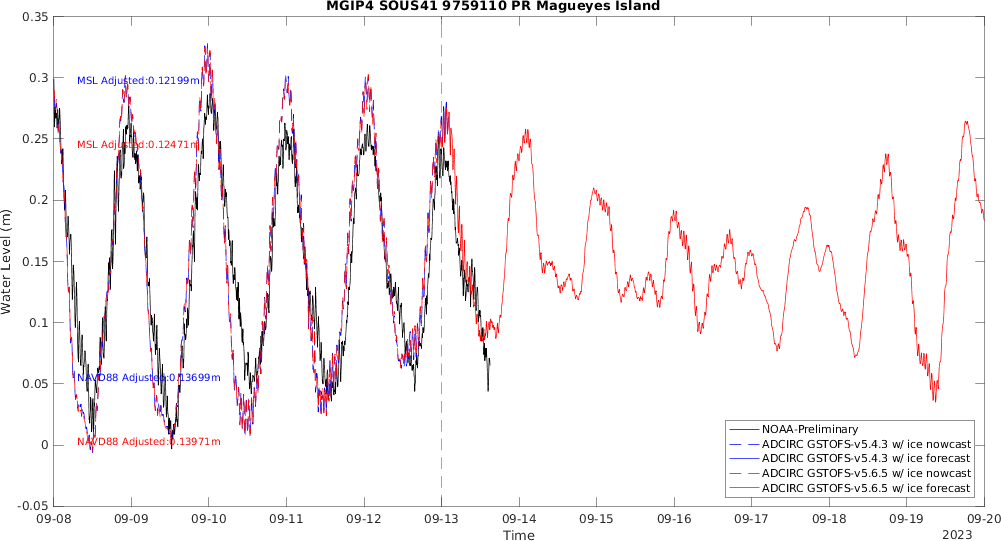 MGIP4 SOUS41 9759110 PR Magueyes Island
0.35
0.3
0.25
0.2
0.15
0.1
0.05
0
-0.05
Water Level (m)
MSL Adjusted:0.12199m
MSL Adjusted:0.12471m
NAVD88 Adjusted:0.13699m
NAVD88 Adjusted:0.13971m
NOAA-Preliminary
ADCIRC GSTOFS-v5.4.3 w/ ice nowcast
ADCIRC GSTOFS-v5.4.3 w/ ice forecast
ADCIRC GSTOFS-v5.6.5 w/ ice nowcast
ADCIRC GSTOFS-v5.6.5 w/ ice forecast
09-08 09-09 09-10 09-11 09-12 09-13 09-14 09-15 09-16 09-17 09-18 09-19 09-20
Time
2023